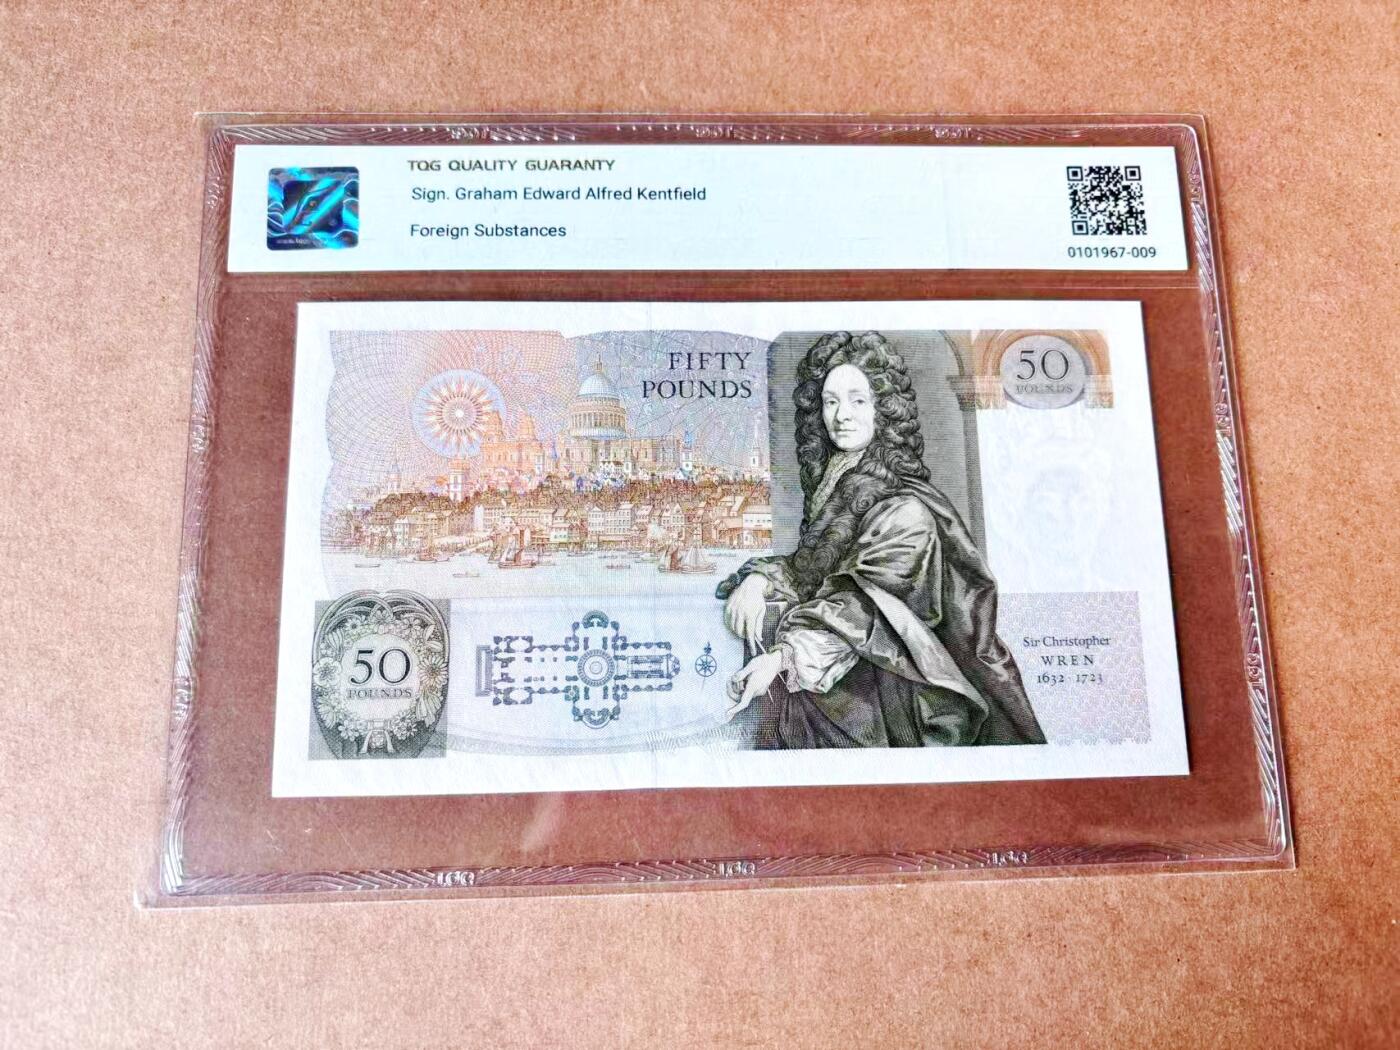 TQG QUALITY GUARANTY
Sign. Graham Edward Alfred Kentfield
Foreign Substances
0101967-009
FIFTY
POUNDS
50
POUNDS
50
POUNDS
Sir Christopher
WREN
1632 · 1723